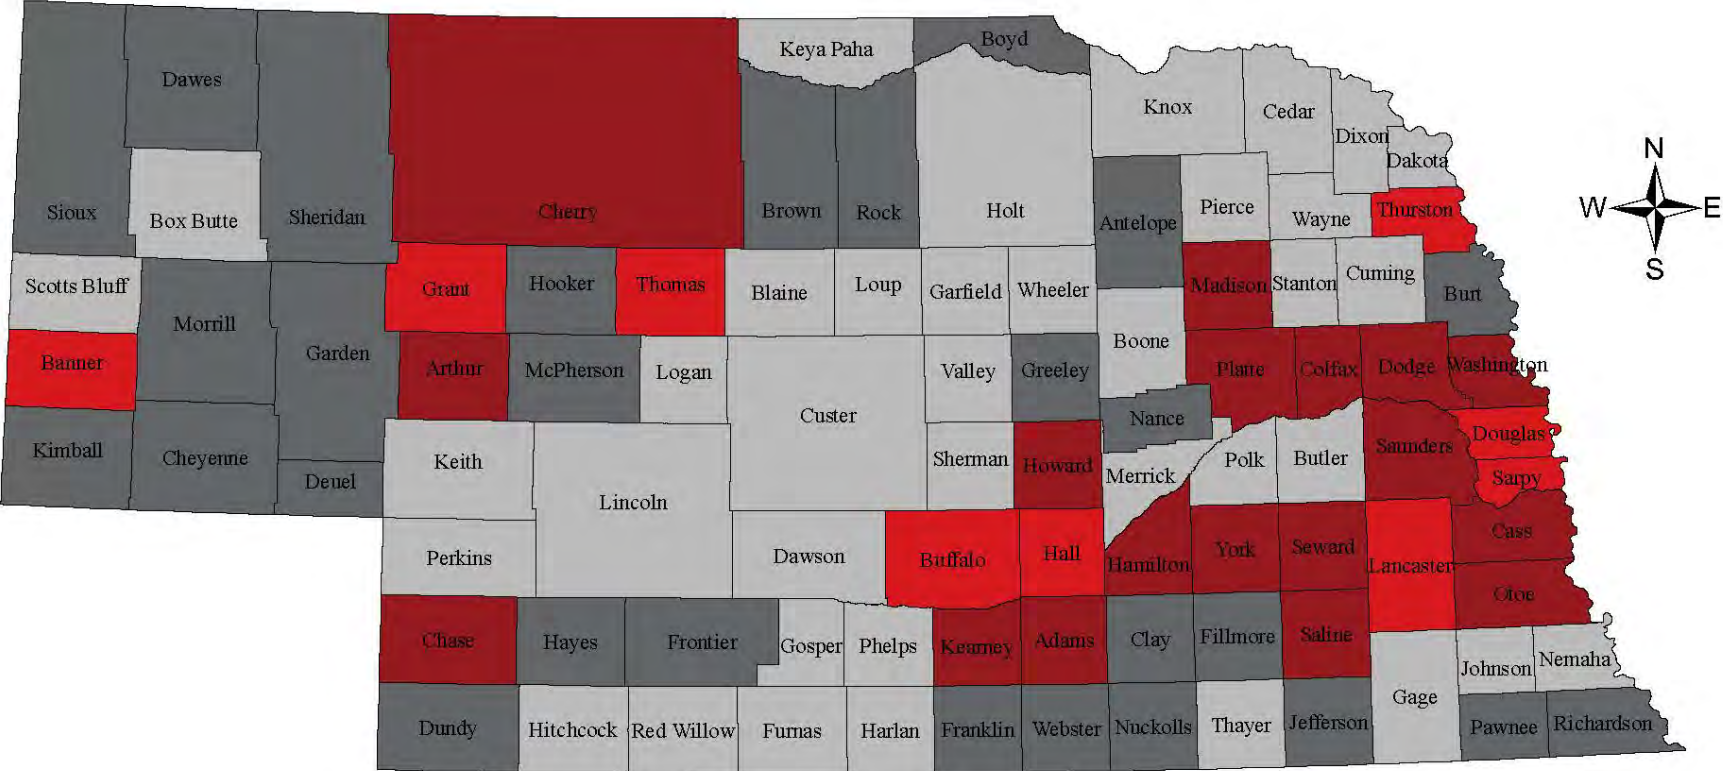 Boyd
Keya Paha
Dawes
Knox
Cedar
Dixon
Dakota
Sioux
Box Butte
Sheridan
Cherry
Brown
Rock
Holt
Antelope
Pierce
Wayne
Thurston
N
W
E
S
Scotts Bluff
Morrill
Grant
Hooker
Thomas
Blaine
Loup
Garfield
Wheeler
Madison
Stanton
Cuming
Burt
Banner
Garden
Arthur
McPherson
Logan
Custer
Valley
Greeley
Boone
Platte
Colfax
Dodge
Washington
Nance
Kimball
Cheyenne
Deuel
Keith
Lincoln
Sherman
Howard
Merrick
Polk
Butler
Saunders
Douglas
Sarpy
Perkins
Dawson
Buffalo
Hall
Hamilton
York
Seward
Lancaster
Cass
Otoe
Chase
Hayes
Frontier
Gosper
Phelps
Kearney
Adams
Clay
Fillmore
Saline
Gage
Johnson
Nemaha
Dundy
Hitchcock
Red Willow
Furnas
Harlan
Franklin
Webster
Nuckolls
Thayer
Jefferson
Pawnee
Richardson